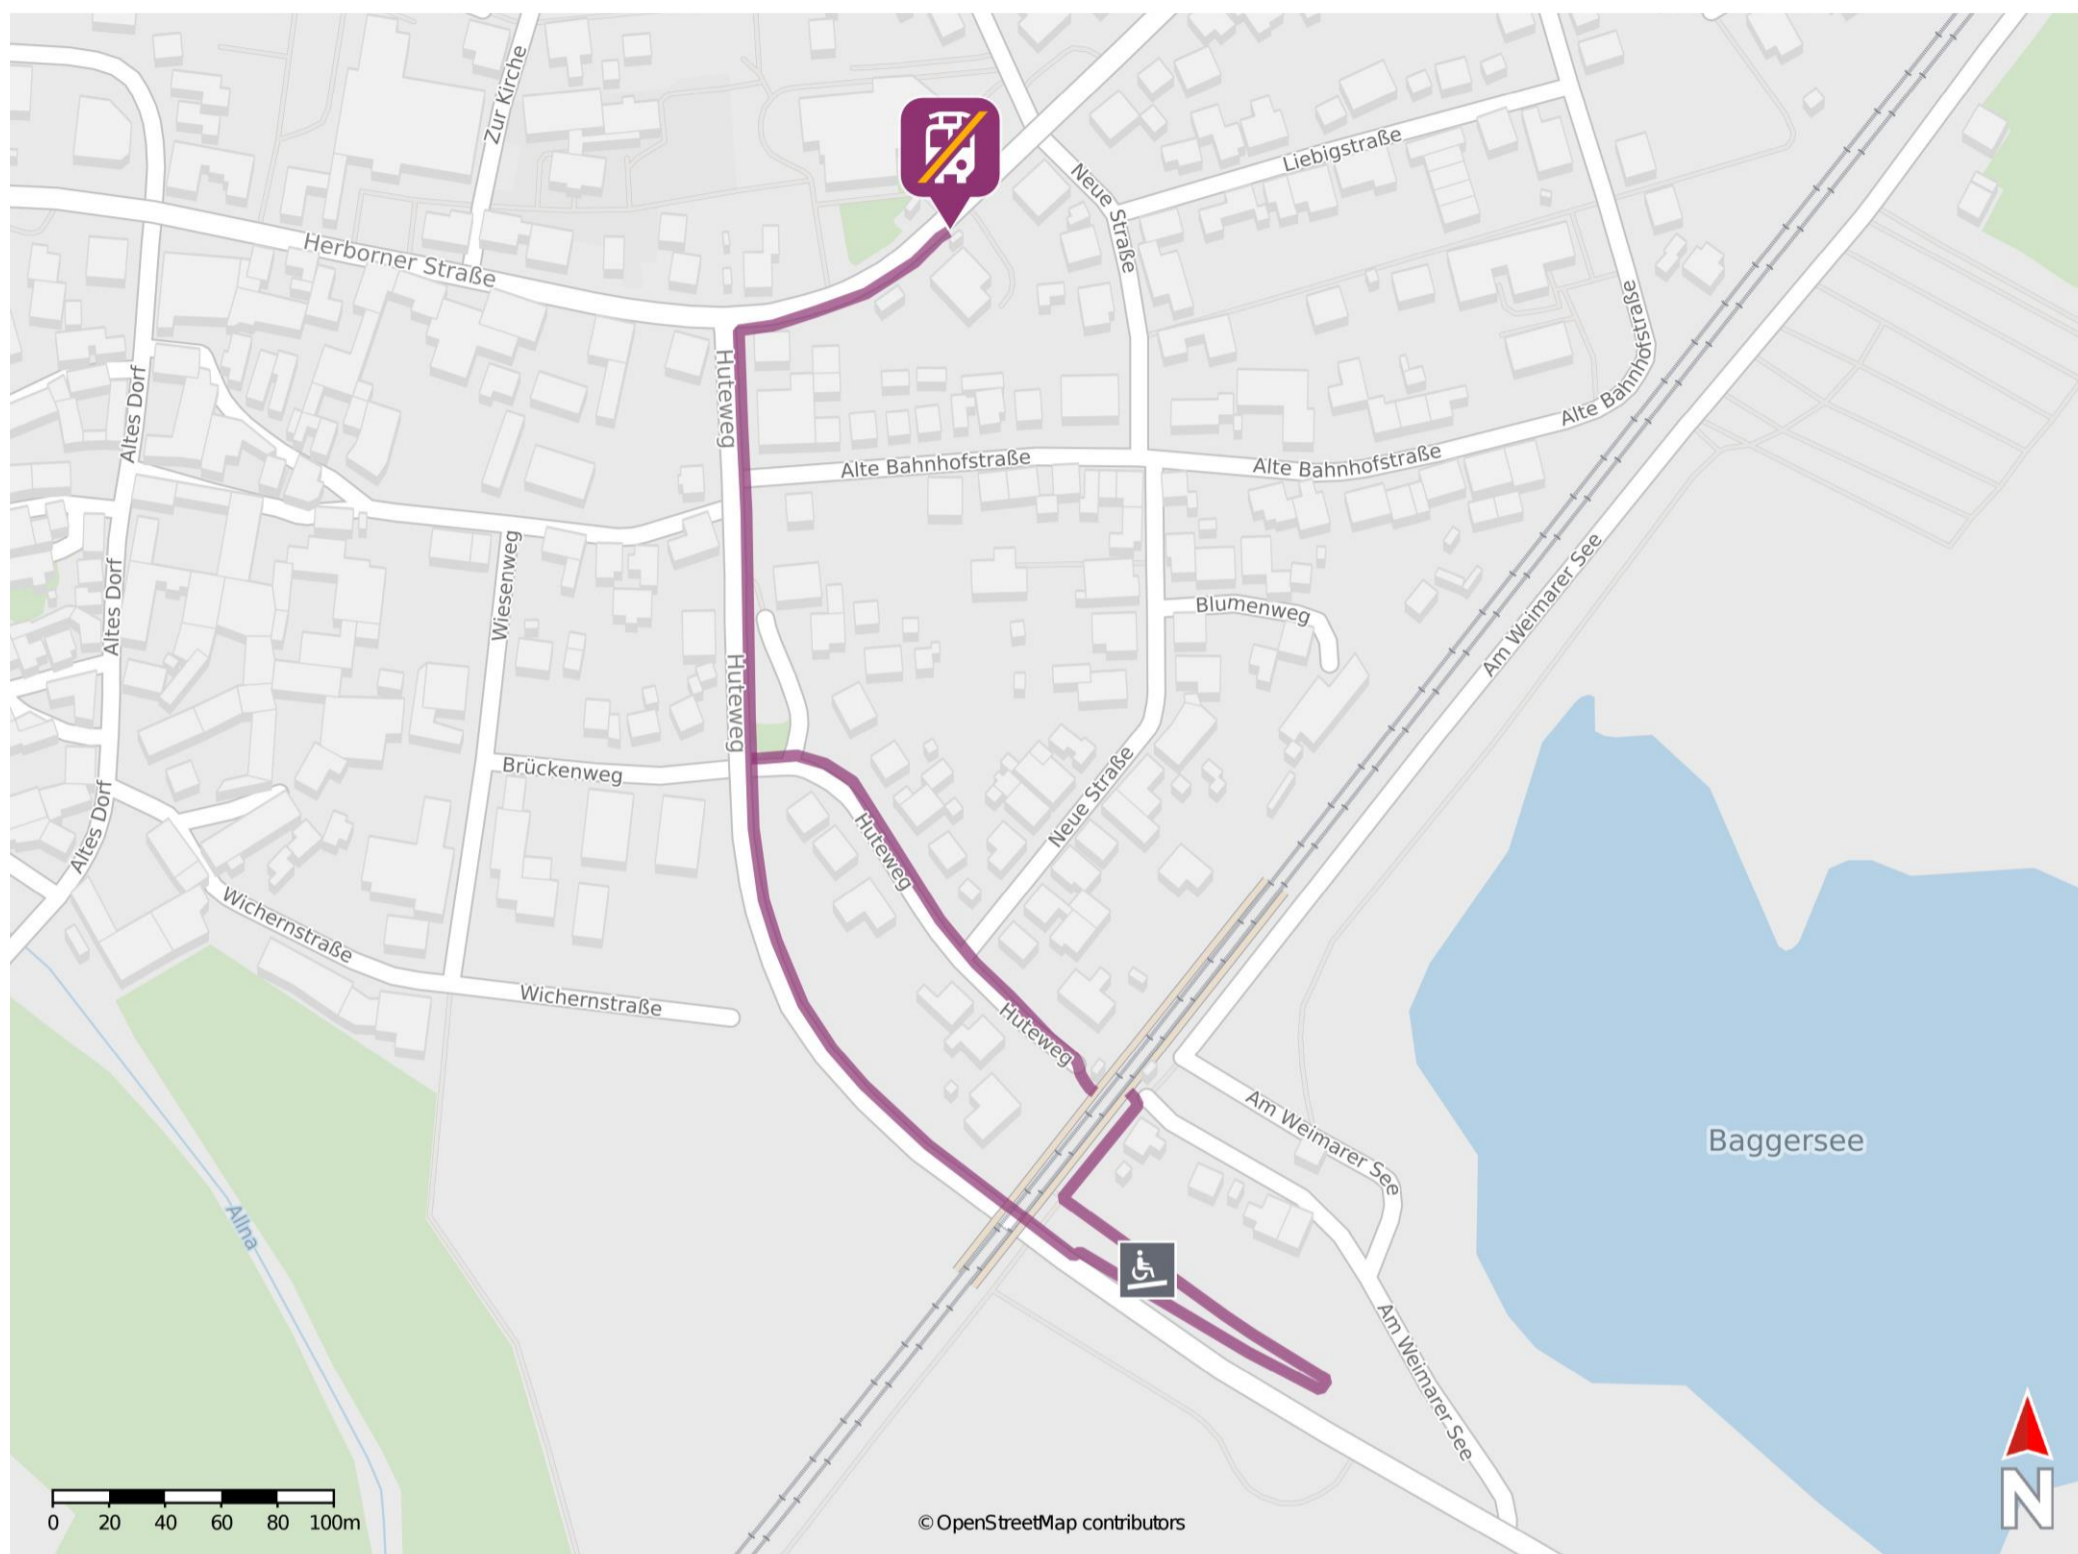 Zur Kirche
Liebigstraße
Neue Straße
Herborner Straße
Alte Bahnhofstraße
Huteweg
Altes Dorf
Alte Bahnhofstraße
Alte Bahnhofstraße
Wiesenweg
Altes Dorf
Am Weimarer See
Blumenweg
Huteweg
Brückenweg
Neue Straße
Altes Dorf
Huteweg
Wichernstraße
Wichernstraße
Huteweg
Am Weimarer See
Baggersee
Allna
Am Weimarer See
N
0 20 40 60 80 100m
© OpenStreetMap contributors